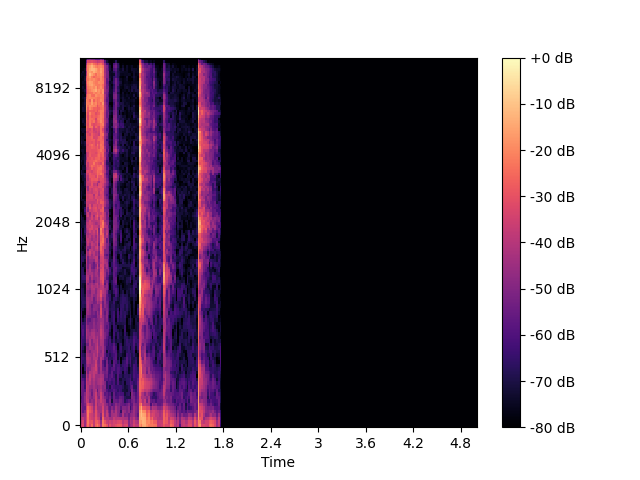 8192
4096
2048
1024
512
0
Hz
0 0.6 1.2 1.8 2.4 3 3.6 4.2 4.8
Time
+0 dB
-10 dB
-20 dB
-30 dB
-40 dB
-50 dB
-60 dB
-70 dB
-80 dB